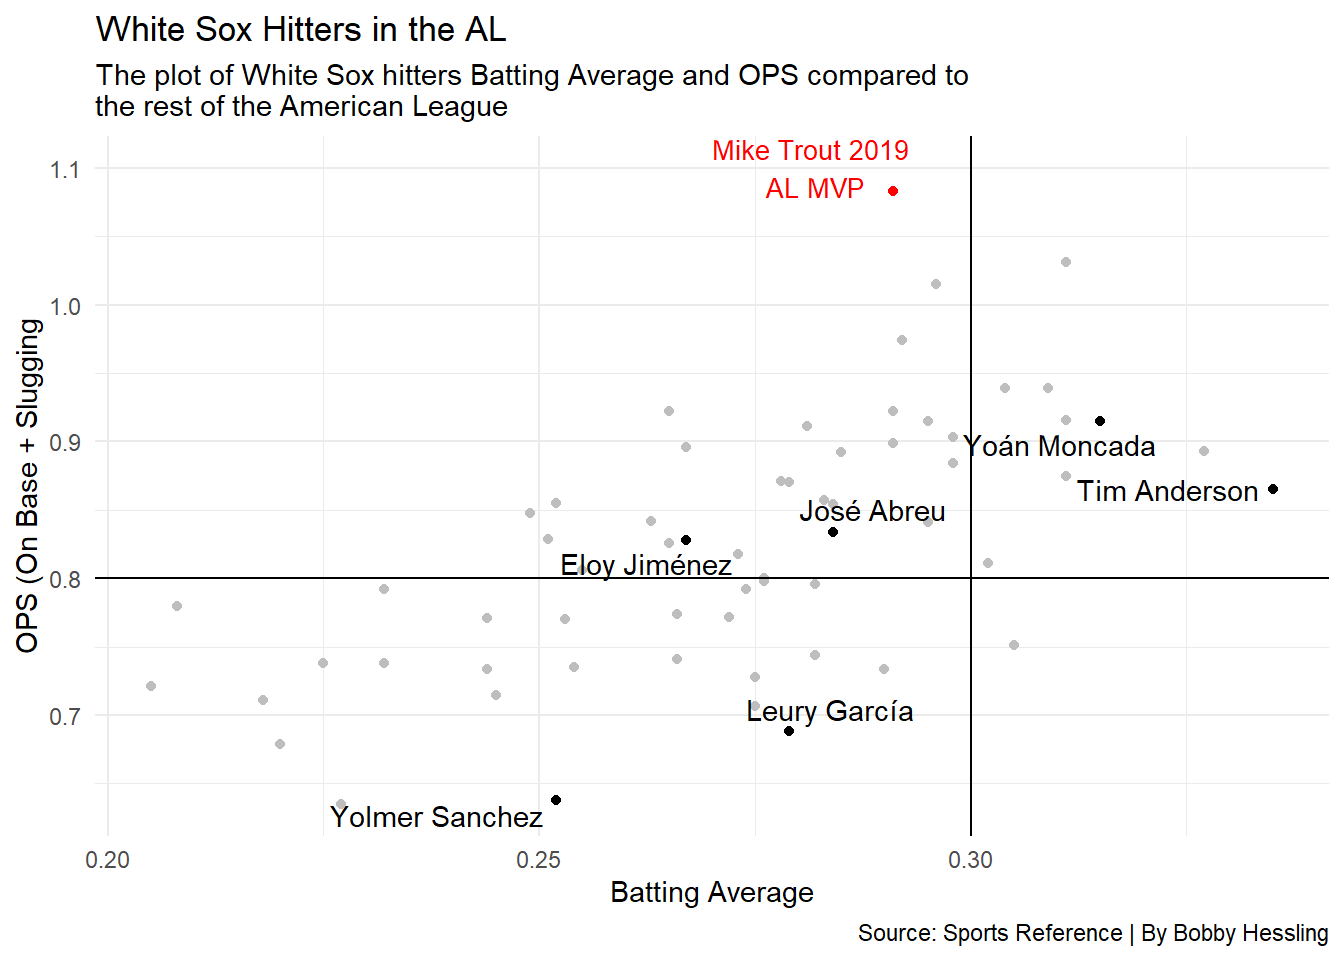 White Sox Hitters in the AL
The plot of White Sox hitters Batting Average and OPS compared to
the rest of the American League
Mike Trout 2019
AL MVP
1.1
1.0
0.9
0.8
0.7
OPS (On Base + Slugging
Yoán Moncada
Tim Anderson
José Abreu
Eloy Jiménez
Leury García
Yolmer Sanchez
0.20
0.25
0.30
Batting Average
Source: Sports Reference | By Bobby Hessling